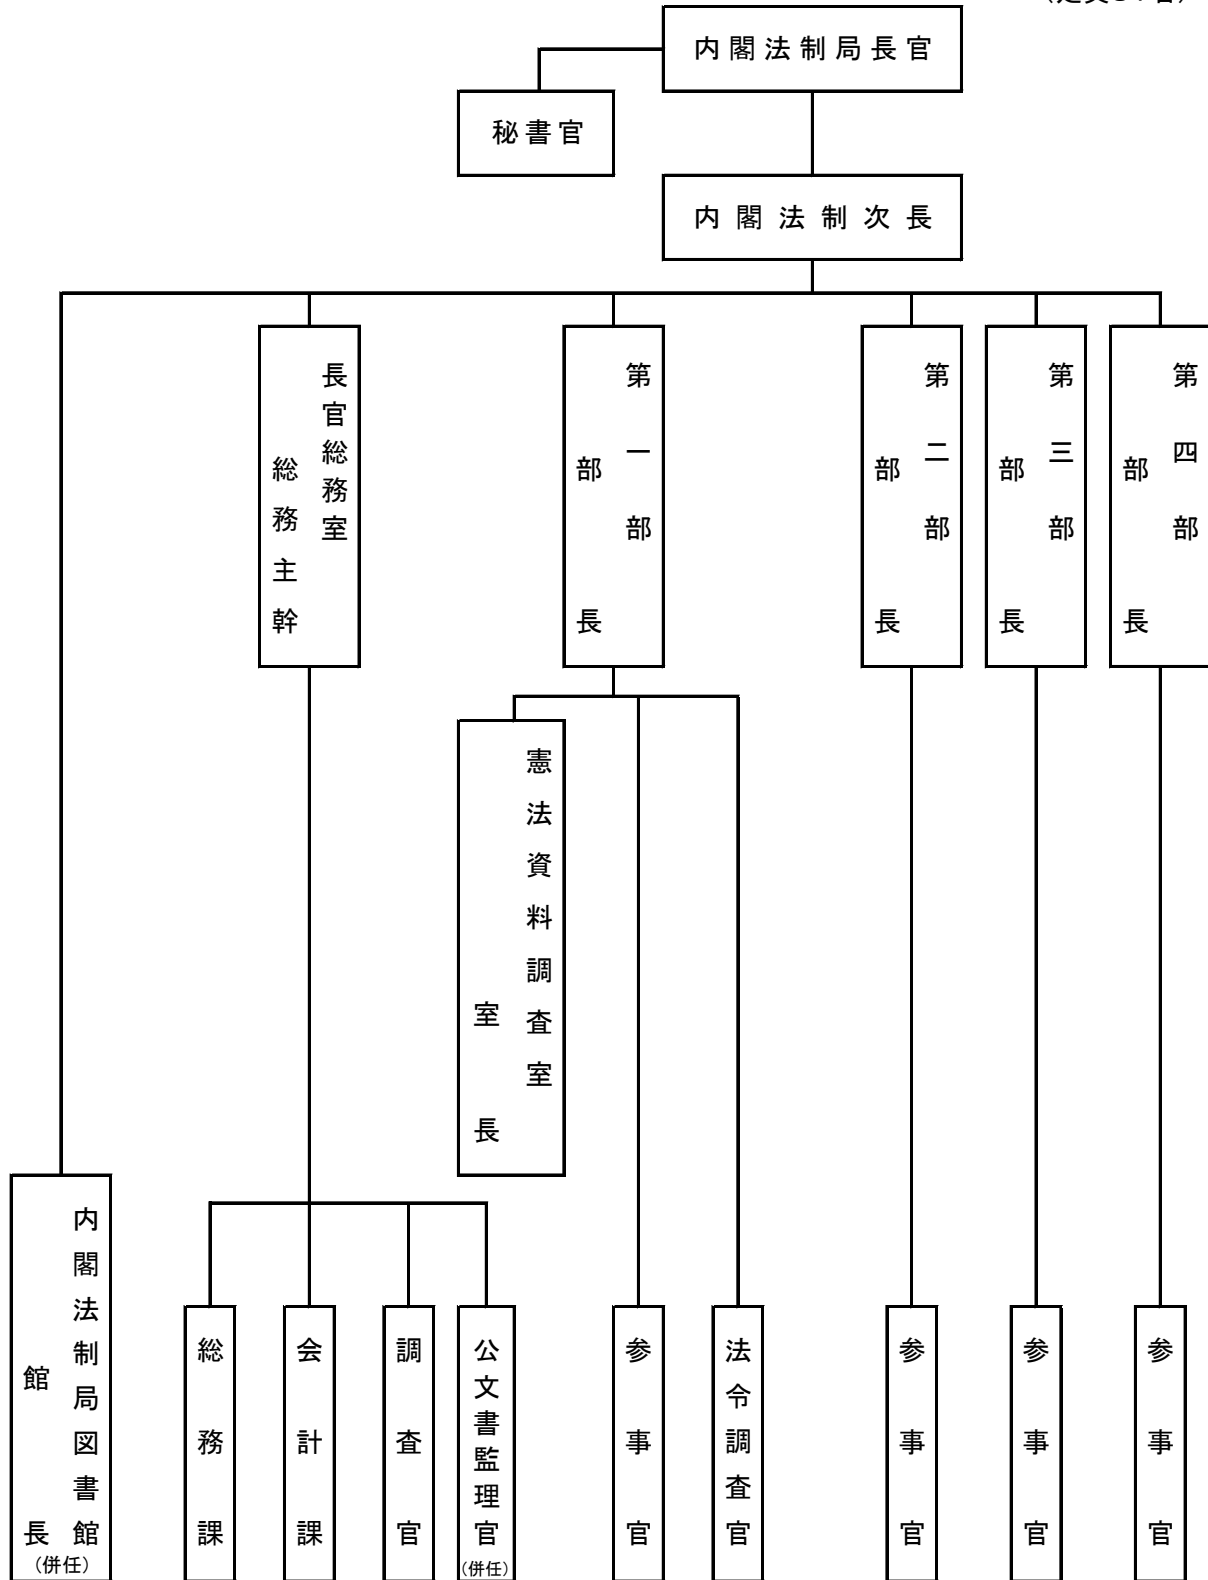 内閣法制局長官
秘書官
内閣法制次長
長官総務室
総務主幹
第一部
部長
第二部
部長
第三部
部長
第四部
部長
憲法資料調査室
室長
内閣法制局図書館
館長
(併任)
総務課
会計課
調査官
公文書監理官
(併任)
参事官
法令調査官
参事官
参事官
参事官